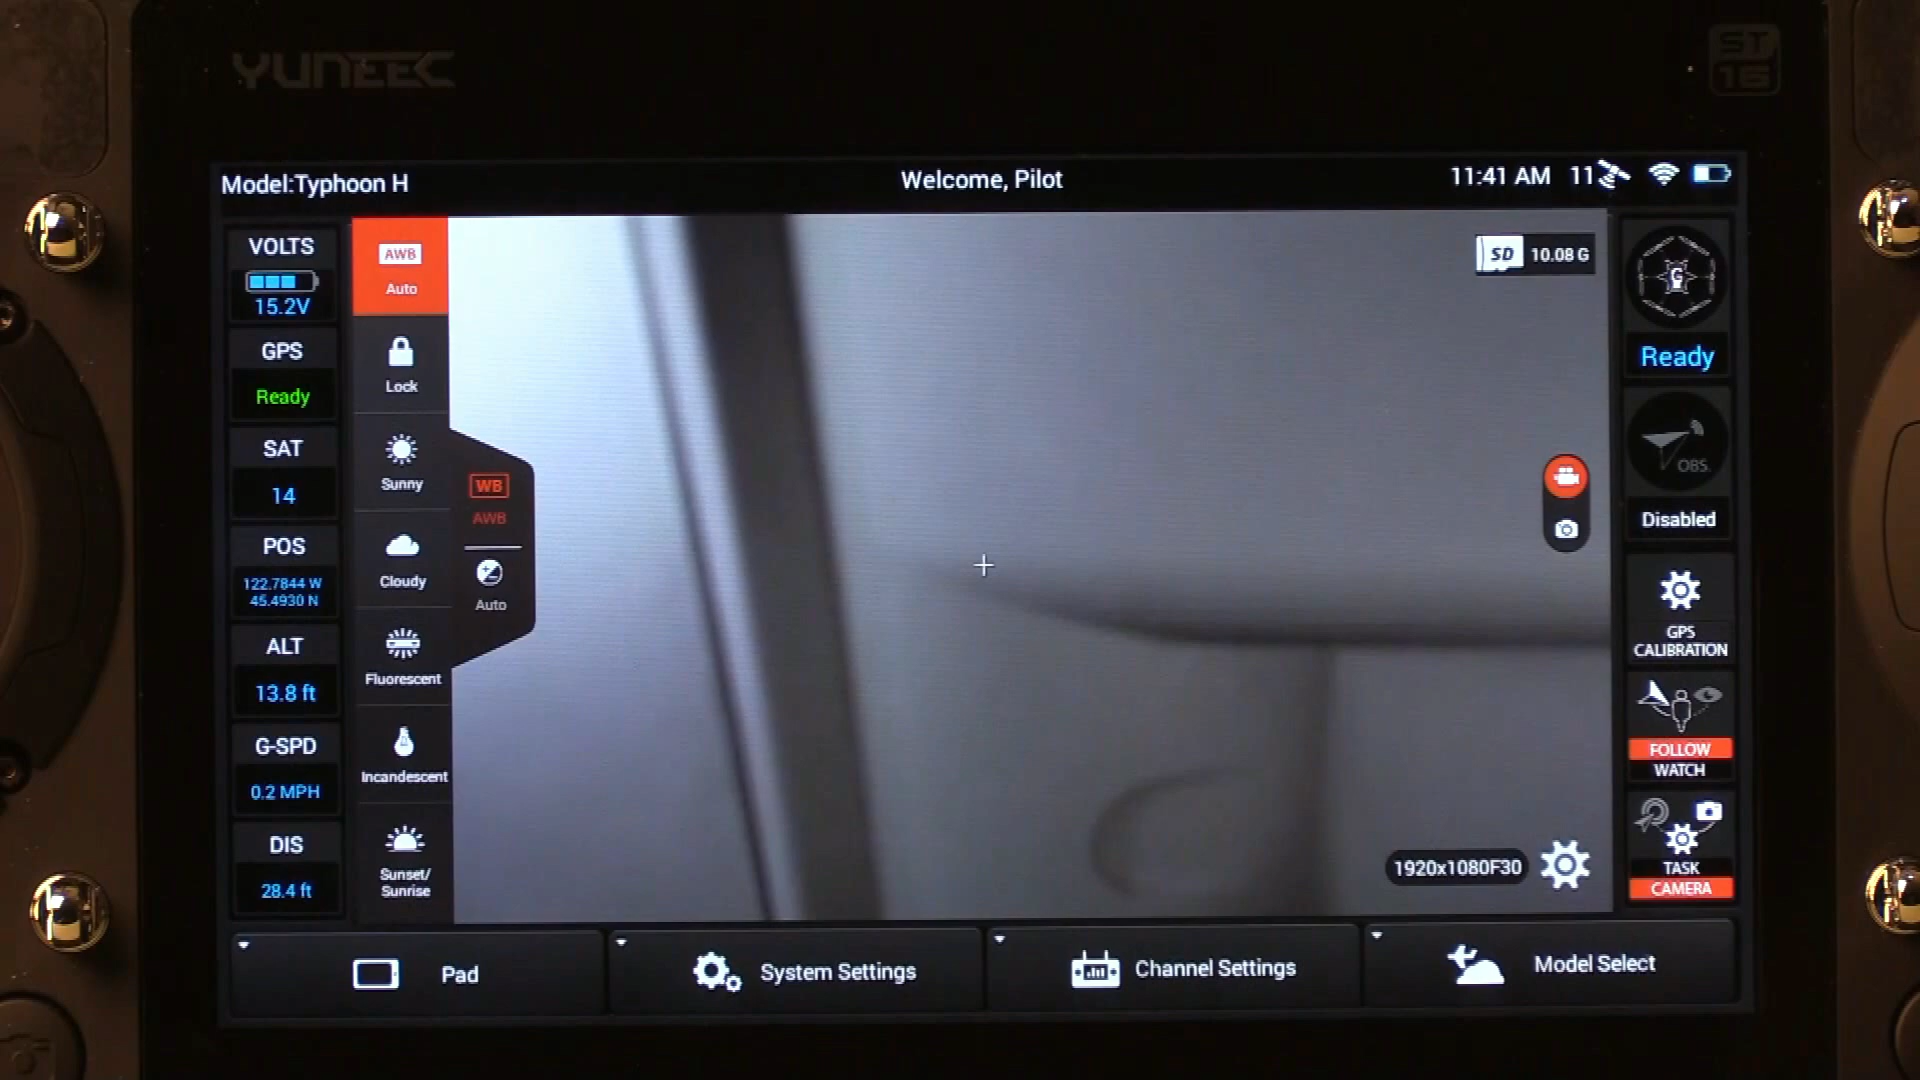 YUNEEC
ST
16
Model:Typhoon H
Welcome, Pilot
11:41 AM 11
VOLTS
15.2V
GPS
Ready
SAT
14
POS
122.7844 W
45.4930 N
ALT
13.8 ft
G-SPD
0.2 MPH
DIS
28.4 ft
AWB
Auto
Lock
Sunny
Cloudy
Fluorescent
Incandescent
Sunset/
Sunrise
WB
AWB
Auto
SD 10.08 G
1920x1080F30
G
Ready
OBS.
Disabled
GPS
CALIBRATION
FOLLOW
WATCH
TASK
CAMERA
Pad
System Settings
Channel Settings
Model Select